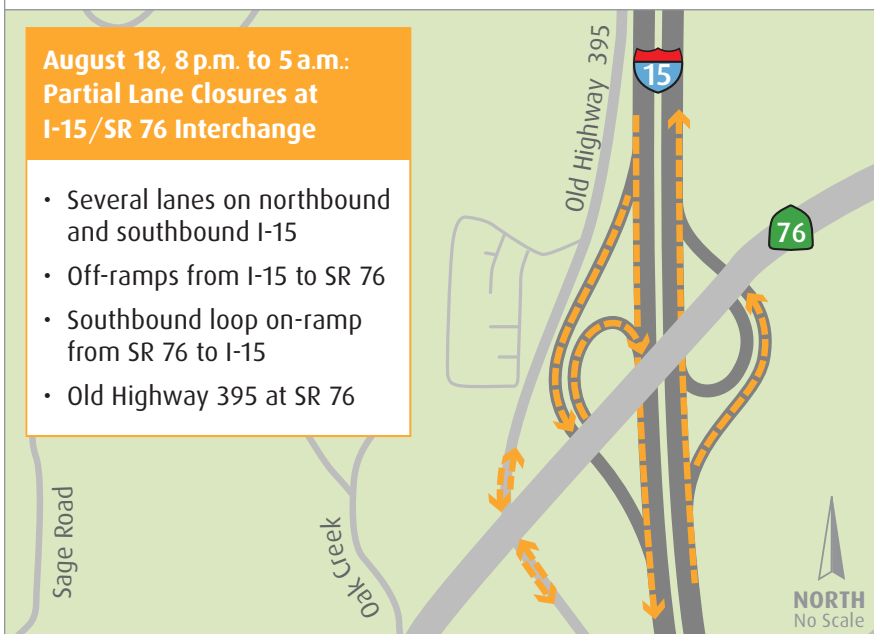 August 18, 8 p.m. to 5 a.m.:
Partial Lane Closures at
I-15/SR 76 Interchange
• Several lanes on northbound
and southbound I-15
• Off-ramps from I-15 to SR 76
• Southbound loop on-ramp
from SR 76 to I-15
• Old Highway 395 at SR 76
Old Highway 395
15
76
Sage Road
Oak Creek
NORTH
No Scale